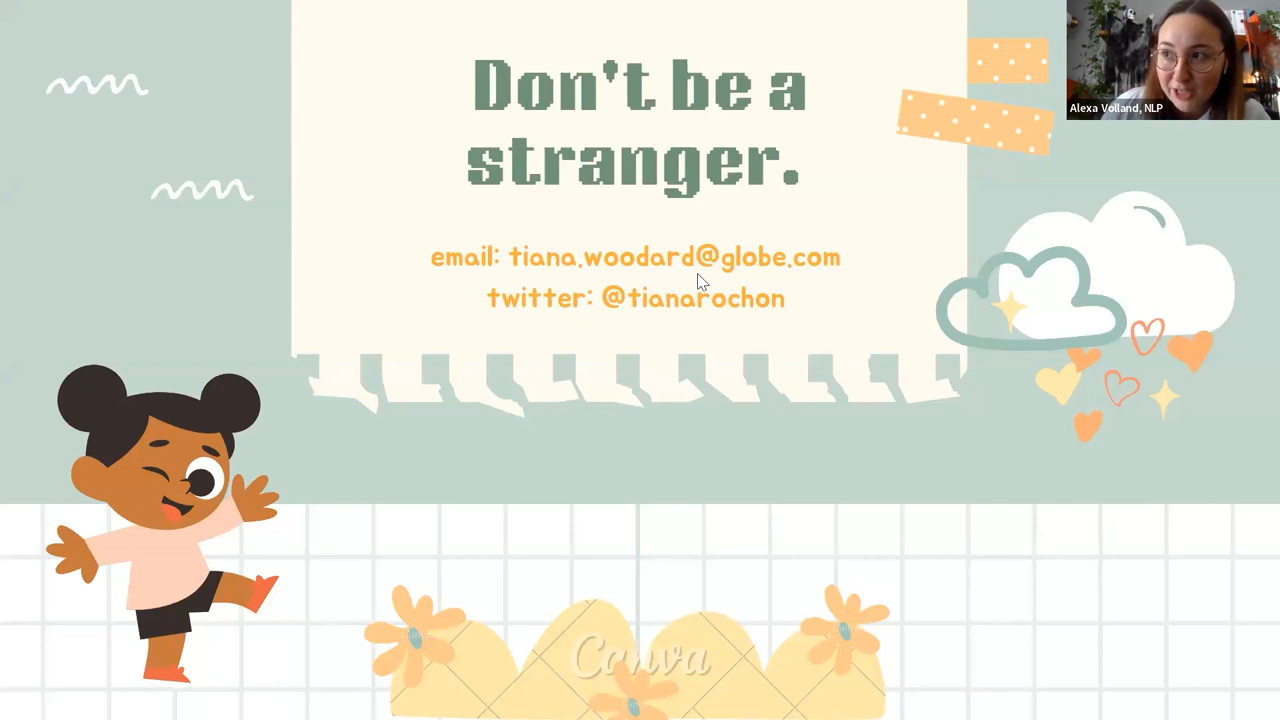 Don't be a
stranger.
email: tiana.woodard@globe.com
twitter: @tianarochon
Alexa Volland, NLP
Canva